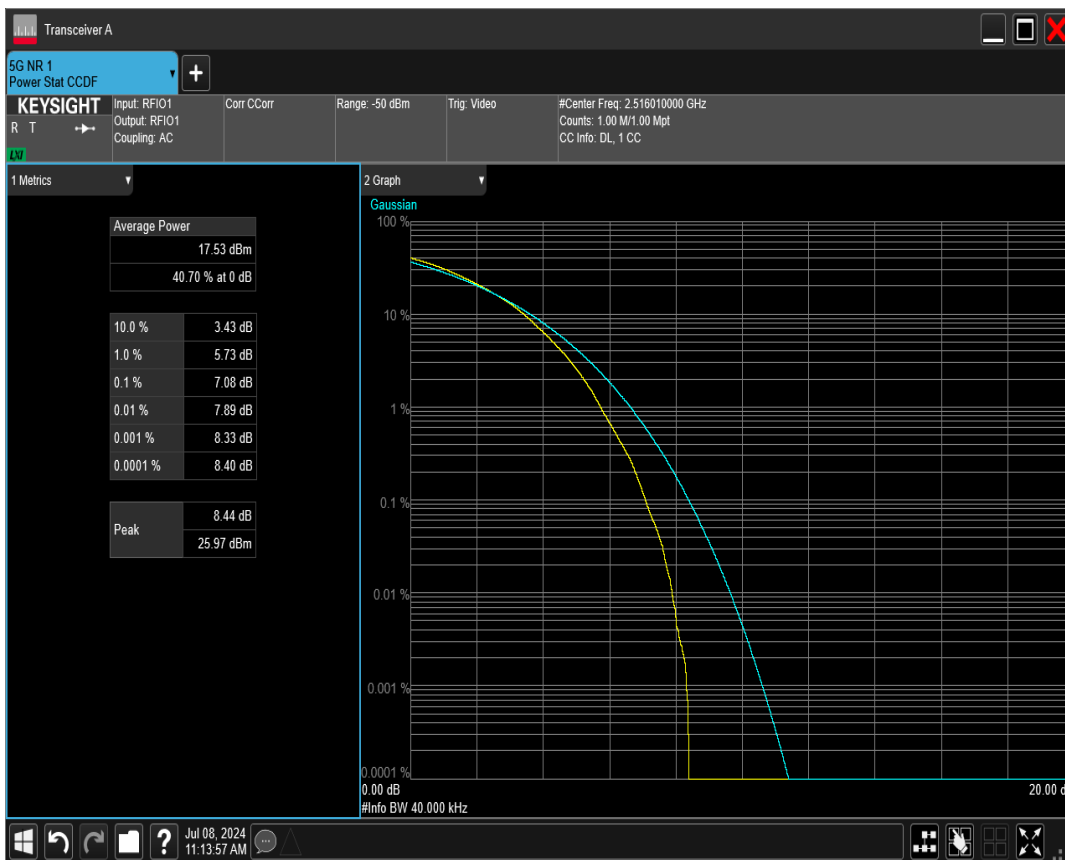 Transceiver A
5G NR 1
Power Stat CCDF
KEYSIGHT
R T
LXI
Input: RFIO1
Output: RFIO1
Coupling: AC
Corr CCorr
Range: -50 dBm
Trig: Video
#Center Freq: 2.516010000 GHz
Counts: 1.00 M/1.00 Mpt
CC Info: DL, 1 CC
1 Metrics
Average Power
17.53 dBm
40.70 % at 0 dB
10.0 % 3.43 dB
1.0 % 5.73 dB
0.1 % 7.08 dB
0.01 % 7.89 dB
0.001 % 8.33 dB
0.0001 % 8.40 dB
Peak 8.44 dB
25.97 dBm
2 Graph
Gaussian
100 %
10 %
1 %
0.1 %
0.01 %
0.001 %
0.0001 %
0.00 dB
20.00 d
#Info BW 40.000 kHz
?
Jul 08, 2024
11:13:57 AM